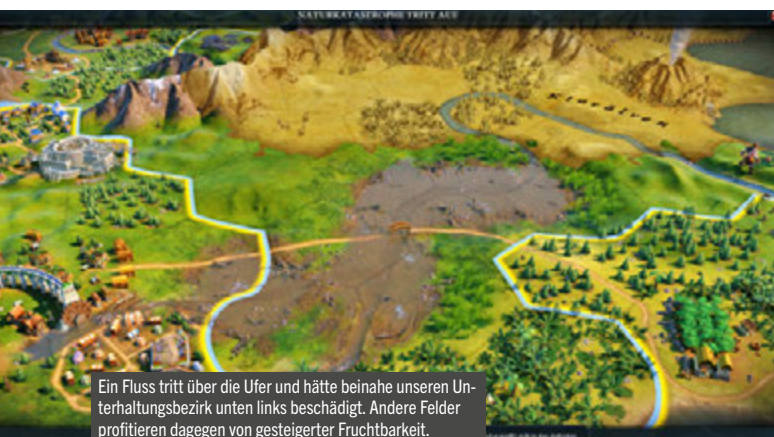 NATURKATASTROPHE TRITT AUF
Ein Fluss tritt über die Ufer und hätte beinahe unseren Un-
terhaltungsbezirk unten links beschädigt. Andere Felder
profitieren dagegen von gesteigerter Fruchtbarkeit.